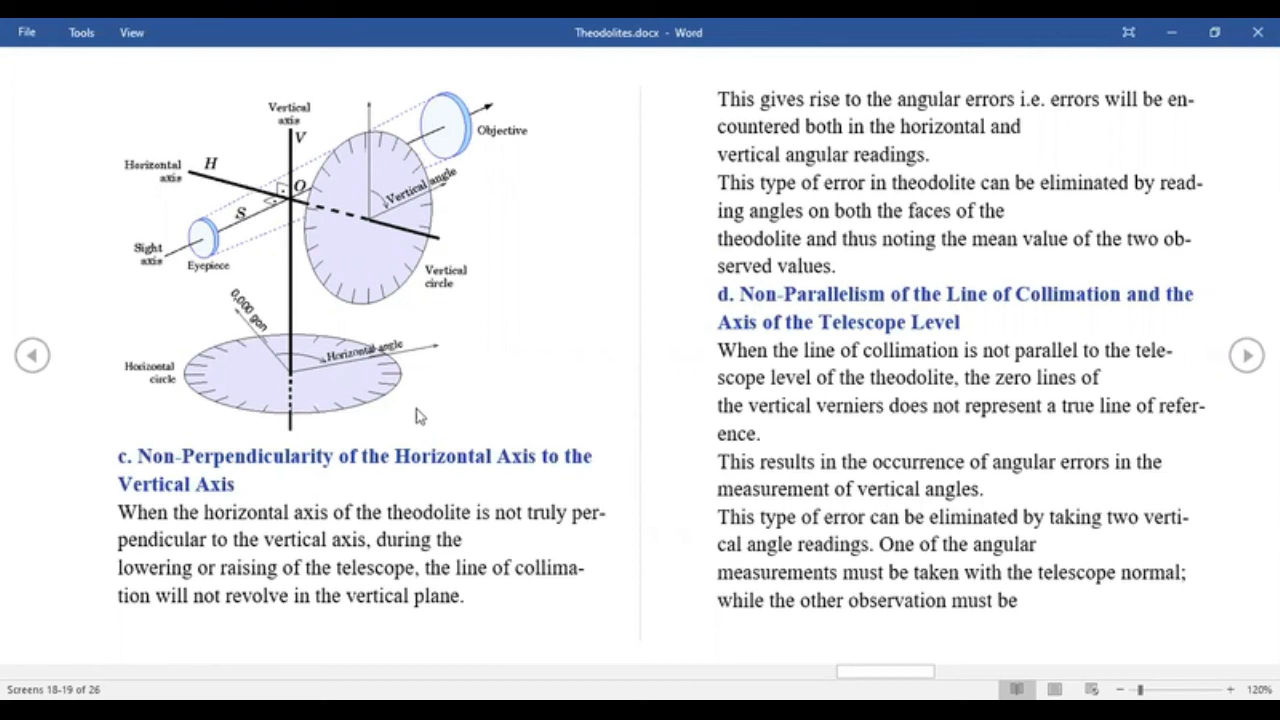 File Tools View Theodolites.docx - Word
Vertical
axis
V
Horizontal
axis
H
O
S
Sight
axis
Eyepiece
Objective
Vertical angle
Vertical
circle
0,000 gon
Horizontal angle
Horizontal
circle
c. Non-Perpendicularity of the Horizontal Axis to the
Vertical Axis
When the horizontal axis of the theodolite is not truly per-
pendicular to the vertical axis, during the
lowering or raising of the telescope, the line of collima-
tion will not revolve in the vertical plane.
This gives rise to the angular errors i.e. errors will be en-
countered both in the horizontal and
vertical angular readings.
This type of error in theodolite can be eliminated by read-
ing angles on both the faces of the
theodolite and thus noting the mean value of the two ob-
served values.
d. Non-Parallelism of the Line of Collimation and the
Axis of the Telescope Level
When the line of collimation is not parallel to the tele-
scope level of the theodolite, the zero lines of
the vertical verniers does not represent a true line of refer-
ence.
This results in the occurrence of angular errors in the
measurement of vertical angles.
This type of error can be eliminated by taking two verti-
cal angle readings. One of the angular
measurements must be taken with the telescope normal;
while the other observation must be
Screens 18-19 of 26
120%